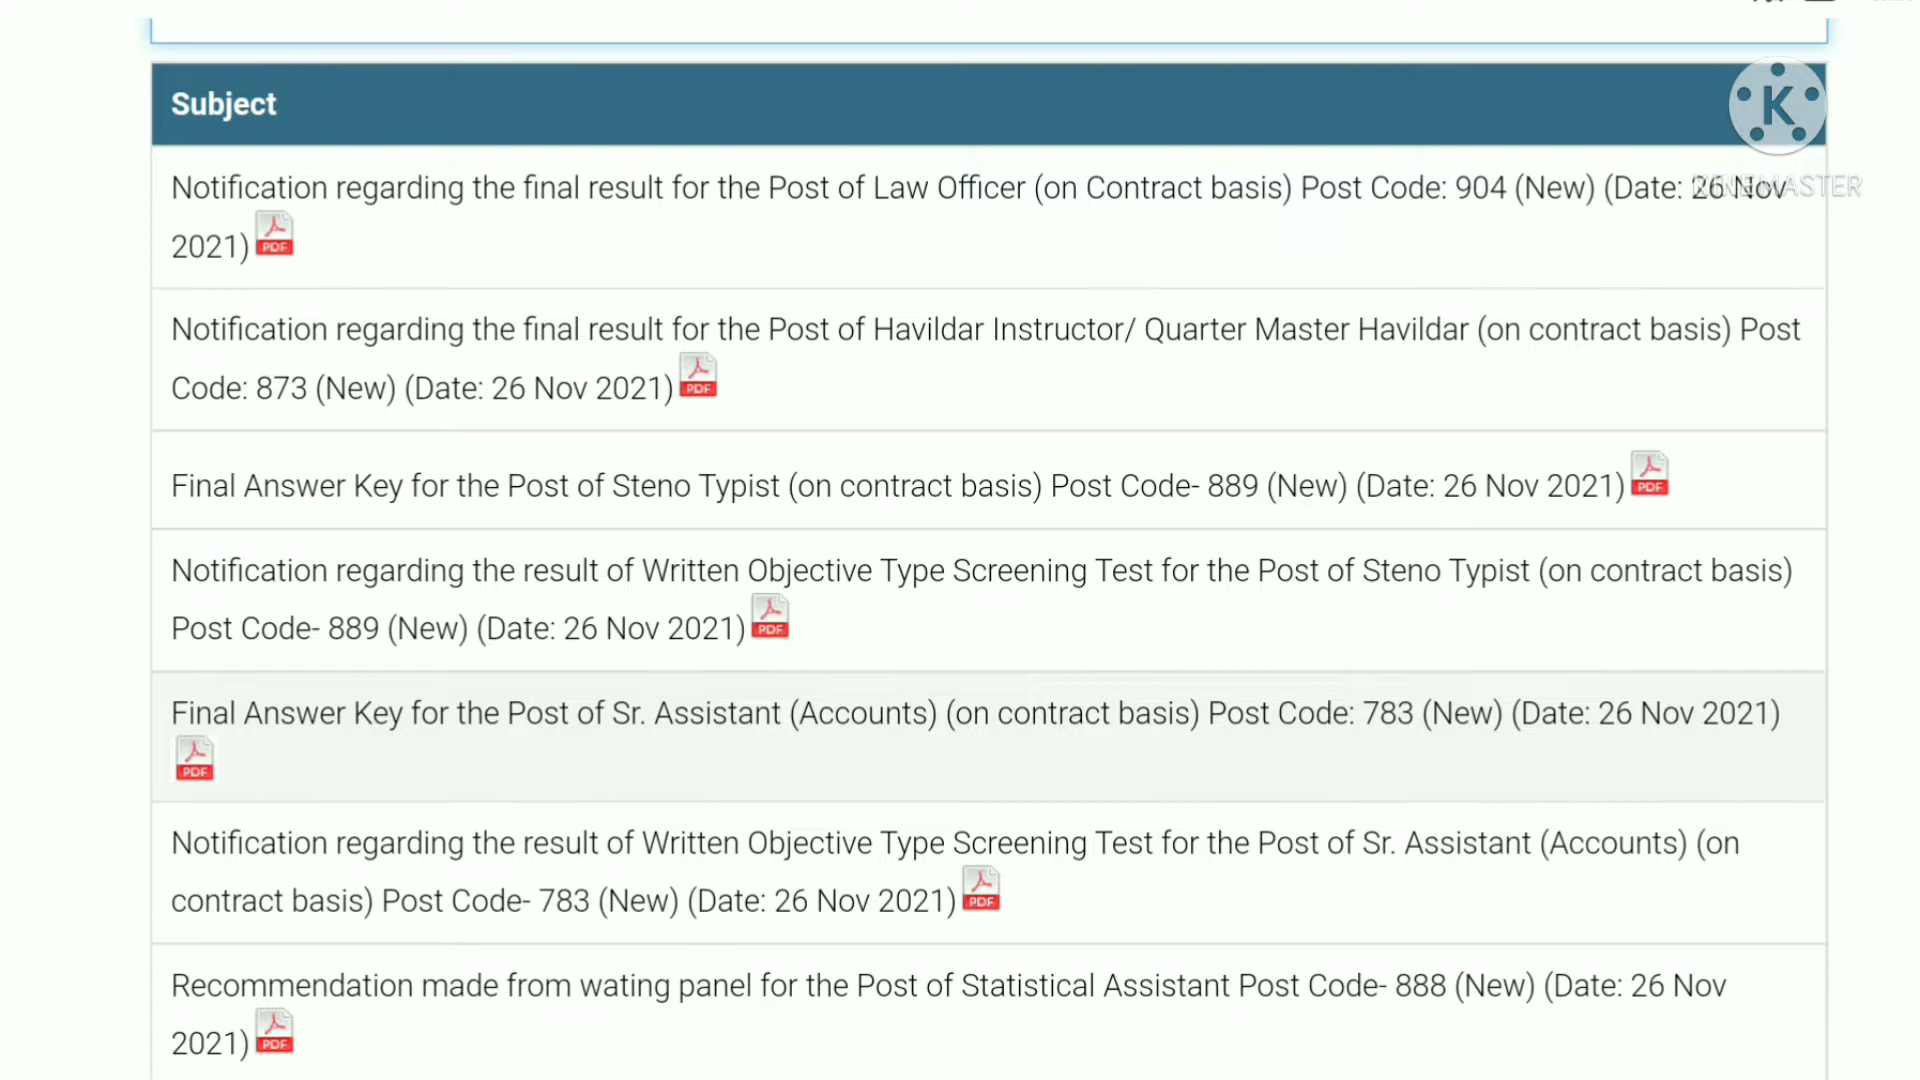 Subject
Notification regarding the final result for the Post of Law Officer (on Contract basis) Post Code: 904 (New) (Date: 26 Nov
2021) PDF
Notification regarding the final result for the Post of Havildar Instructor/ Quarter Master Havildar (on contract basis) Post
Code: 873 (New) (Date: 26 Nov 2021) PDF
Final Answer Key for the Post of Steno Typist (on contract basis) Post Code- 889 (New) (Date: 26 Nov 2021) PDF
Notification regarding the result of Written Objective Type Screening Test for the Post of Steno Typist (on contract basis)
Post Code- 889 (New) (Date: 26 Nov 2021) PDF
Final Answer Key for the Post of Sr. Assistant (Accounts) (on contract basis) Post Code: 783 (New) (Date: 26 Nov 2021)
PDF
Notification regarding the result of Written Objective Type Screening Test for the Post of Sr. Assistant (Accounts) (on
contract basis) Post Code- 783 (New) (Date: 26 Nov 2021) PDF
Recommendation made from wating panel for the Post of Statistical Assistant Post Code- 888 (New) (Date: 26 Nov
2021) PDF
K
KINEMASTER